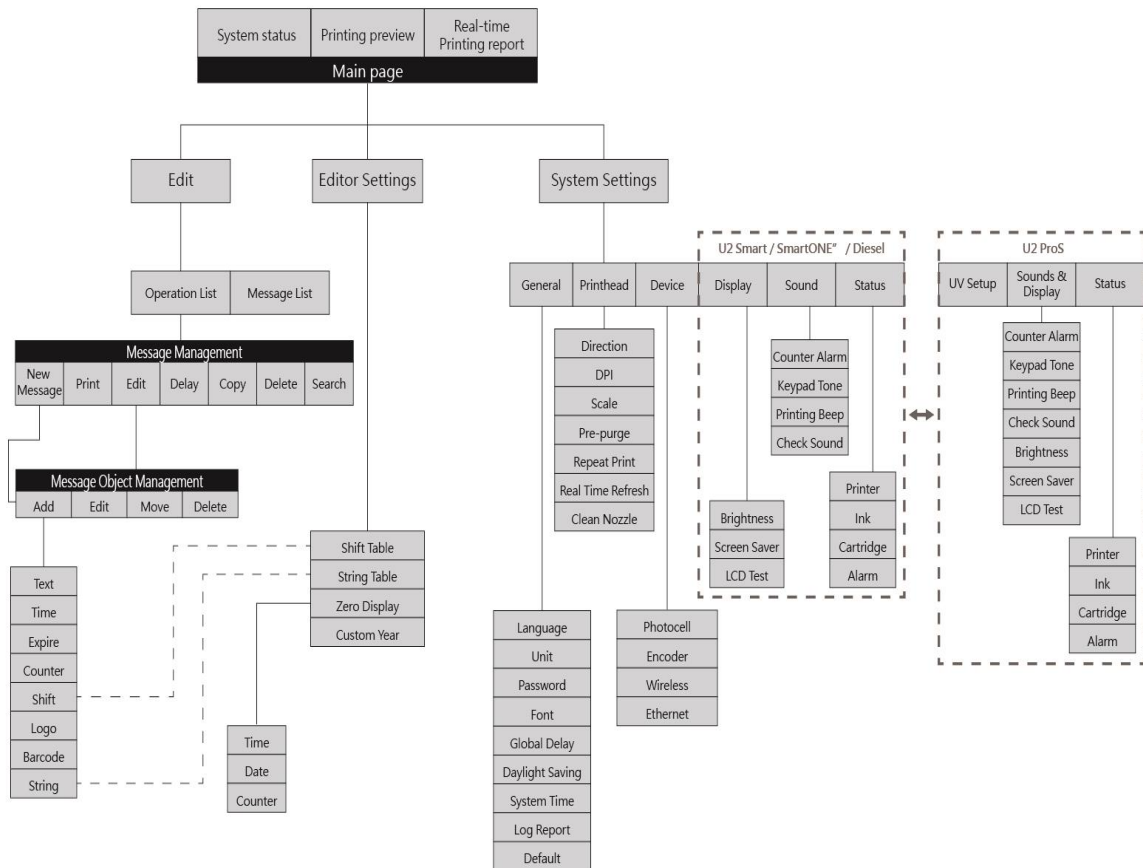 System status
Printing preview
Real-time
Printing report
Main page
Edit
Editor Settings
System Settings
Operation List
Message List
Message Management
New
Message
Print
Edit
Delay
Copy
Delete
Search
Message Object Management
Add
Edit
Move
Delete
Text
Time
Expire
Counter
Shift
Logo
Barcode
String
Shift Table
String Table
Zero Display
Custom Year
Time
Date
Counter
General
Printhead
Device
Language
Unit
Password
Font
Global Delay
Daylight Saving
System Time
Log Report
Default
Direction
DPI
Scale
Pre-purge
Repeat Print
Real Time Refresh
Clean Nozzle
Photocell
Encoder
Wireless
Ethernet
U2 Smart / SmartONE" / Diesel
Display
Sound
Status
Brightness
Screen Saver
LCD Test
Counter Alarm
Keypad Tone
Printing Beep
Check Sound
Printer
Ink
Cartridge
Alarm
U2 ProS
UV Setup
Sounds &
Display
Status
Counter Alarm
Keypad Tone
Printing Beep
Check Sound
Brightness
Screen Saver
LCD Test
Printer
Ink
Cartridge
Alarm